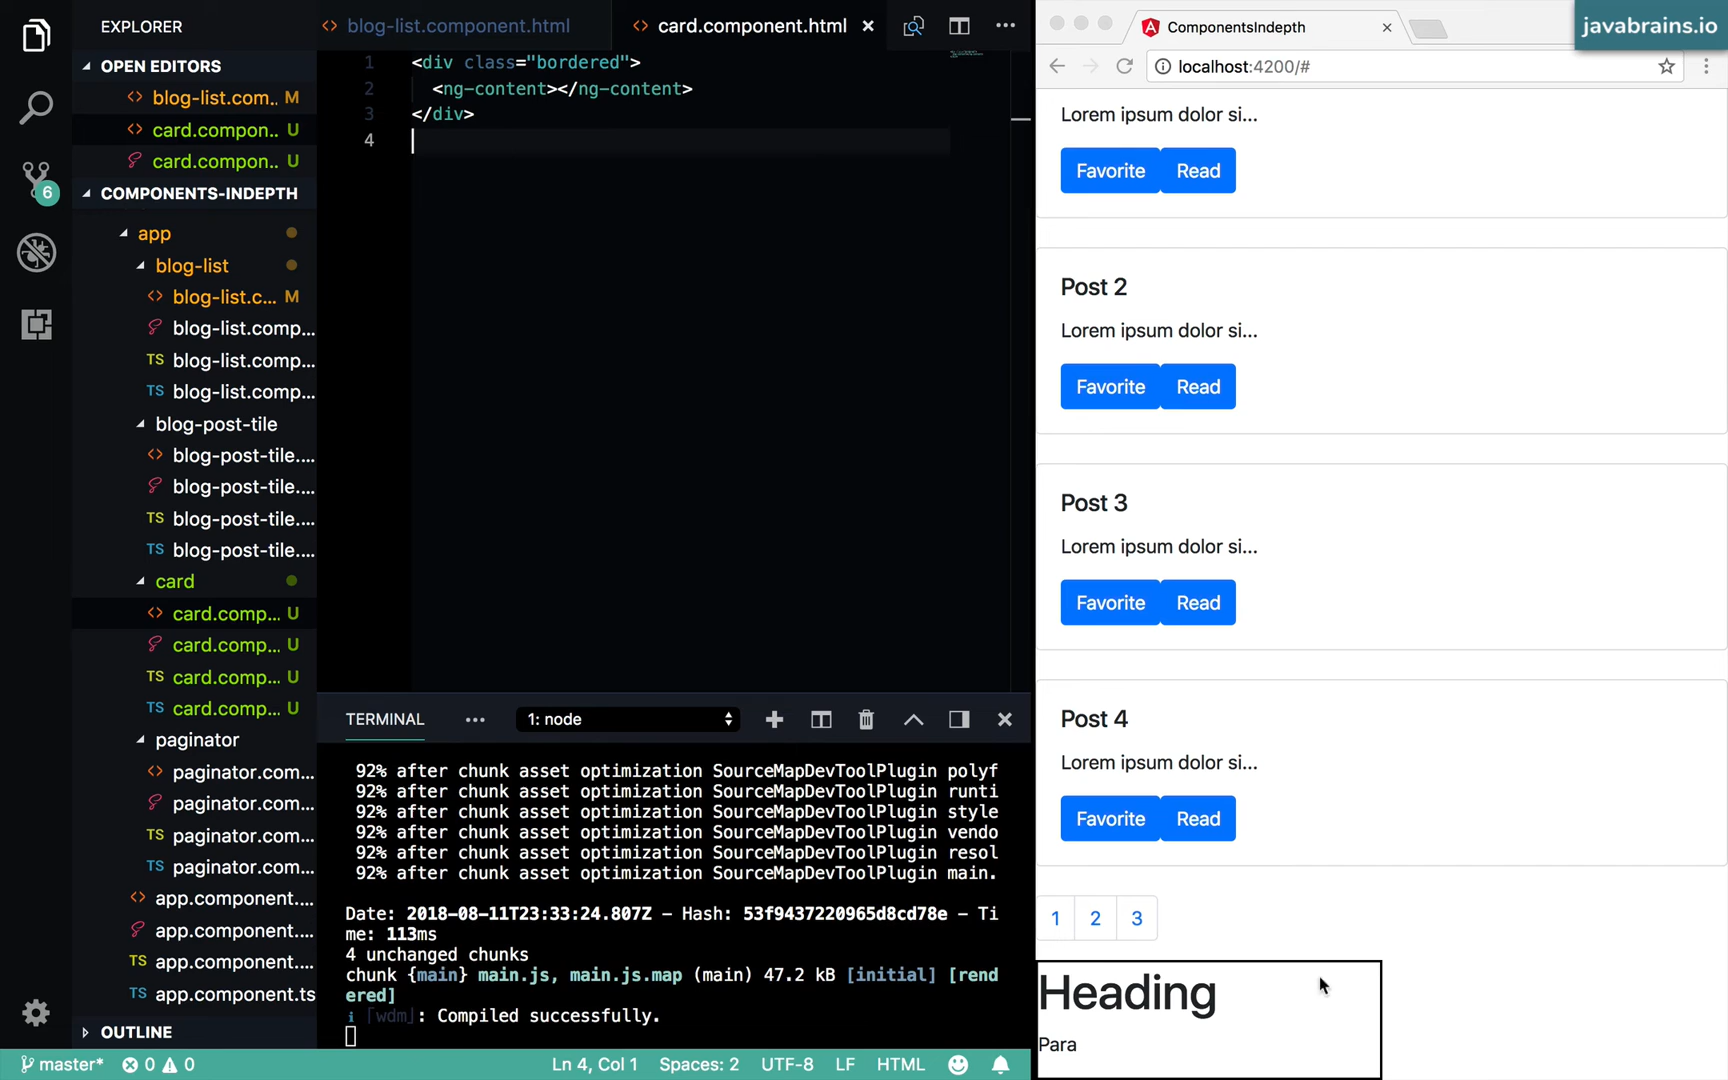 EXPLORER
OPEN EDITORS
blog-list.com.. M
card.compon.. U
card.compon.. U
COMPONENTS-INDEPTH
app
blog-list
blog-list.c... M
blog-list.comp...
TS blog-list.comp...
TS blog-list.comp...
blog-post-tile
blog-post-tile....
blog-post-tile....
TS blog-post-tile....
TS blog-post-tile....
card
card.comp... U
card.comp... U
TS card.comp... U
TS card.comp... U
paginator
paginator.com...
paginator.com...
TS paginator.com...
TS paginator.com...
app.component....
app.component....
TS app.component....
TS app.component.ts
OUTLINE
6
blog-list.component.html
card.component.html
1 <div class="bordered">
2 <ng-content></ng-content>
3 </div>
4
TERMINAL
1: node
92% after chunk asset optimization SourceMapDevToolPlugin polyf
92% after chunk asset optimization SourceMapDevToolPlugin runti
92% after chunk asset optimization SourceMapDevToolPlugin style
92% after chunk asset optimization SourceMapDevToolPlugin vendo
92% after chunk asset optimization SourceMapDevToolPlugin resol
92% after chunk asset optimization SourceMapDevToolPlugin main.
Date: 2018-08-11T23:33:24.807Z - Hash: 53f9437220965d8cd78e - Ti
me: 113ms
4 unchanged chunks
chunk {main} main.js, main.js.map (main) 47.2 kB [initial] [rend
ered]
i ｢wdm｣: Compiled successfully.
master* 0 0
Ln 4, Col 1 Spaces: 2 UTF-8 LF HTML
ComponentsIndepth
javabrains.io
localhost:4200/#
Lorem ipsum dolor si...
Favorite Read
Post 2
Lorem ipsum dolor si...
Favorite Read
Post 3
Lorem ipsum dolor si...
Favorite Read
Post 4
Lorem ipsum dolor si...
Favorite Read
1 2 3
Heading
Para